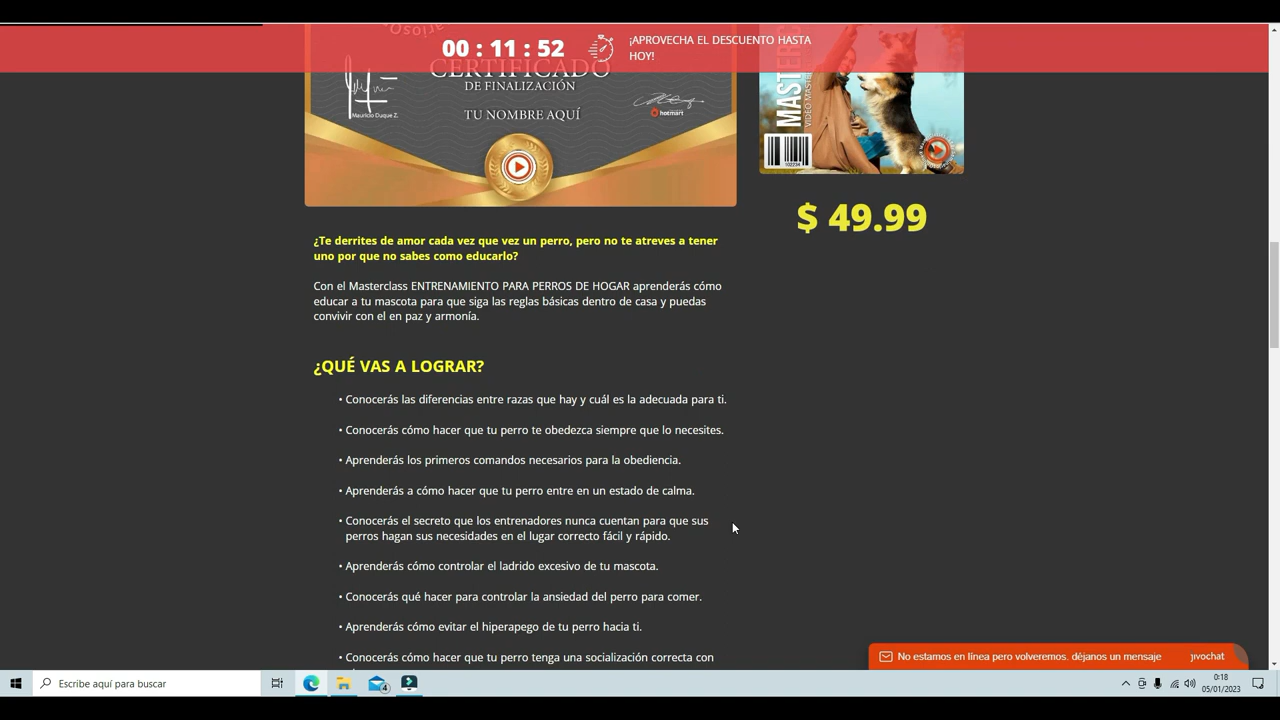 00 : 11 : 52
¡APROVECHA EL DESCUENTO HASTA
HOY!
CERTIFICADO
DE FINALIZACIÓN
Mauricio Duque Z.
TU NOMBRE AQUÍ
hotmart
VIDEO MAS
102236
$ 49.99
¿Te derrites de amor cada vez que vez un perro, pero no te atreves a tener
uno por que no sabes como educarlo?
Con el Masterclass ENTRENAMIENTO PARA PERROS DE HOGAR aprenderás cómo
educar a tu mascota para que siga las reglas básicas dentro de casa y puedas
convivir con el en paz y armonía.
¿QUÉ VAS A LOGRAR?
• Conocerás las diferencias entre razas que hay y cuál es la adecuada para ti.
• Conocerás cómo hacer que tu perro te obedezca siempre que lo necesites.
• Aprenderás los primeros comandos necesarios para la obediencia.
• Aprenderás a cómo hacer que tu perro entre en un estado de calma.
• Conocerás el secreto que los entrenadores nunca cuentan para que sus
perros hagan sus necesidades en el lugar correcto fácil y rápido.
• Aprenderás cómo controlar el ladrido excesivo de tu mascota.
• Conocerás qué hacer para controlar la ansiedad del perro para comer.
• Aprenderás cómo evitar el hiperapego de tu perro hacia ti.
• Conocerás cómo hacer que tu perro tenga una socialización correcta con
No estamos en línea pero volveremos. déjanos un mensaje
jivochat
Escribe aquí para buscar
4
0:18
05/01/2023